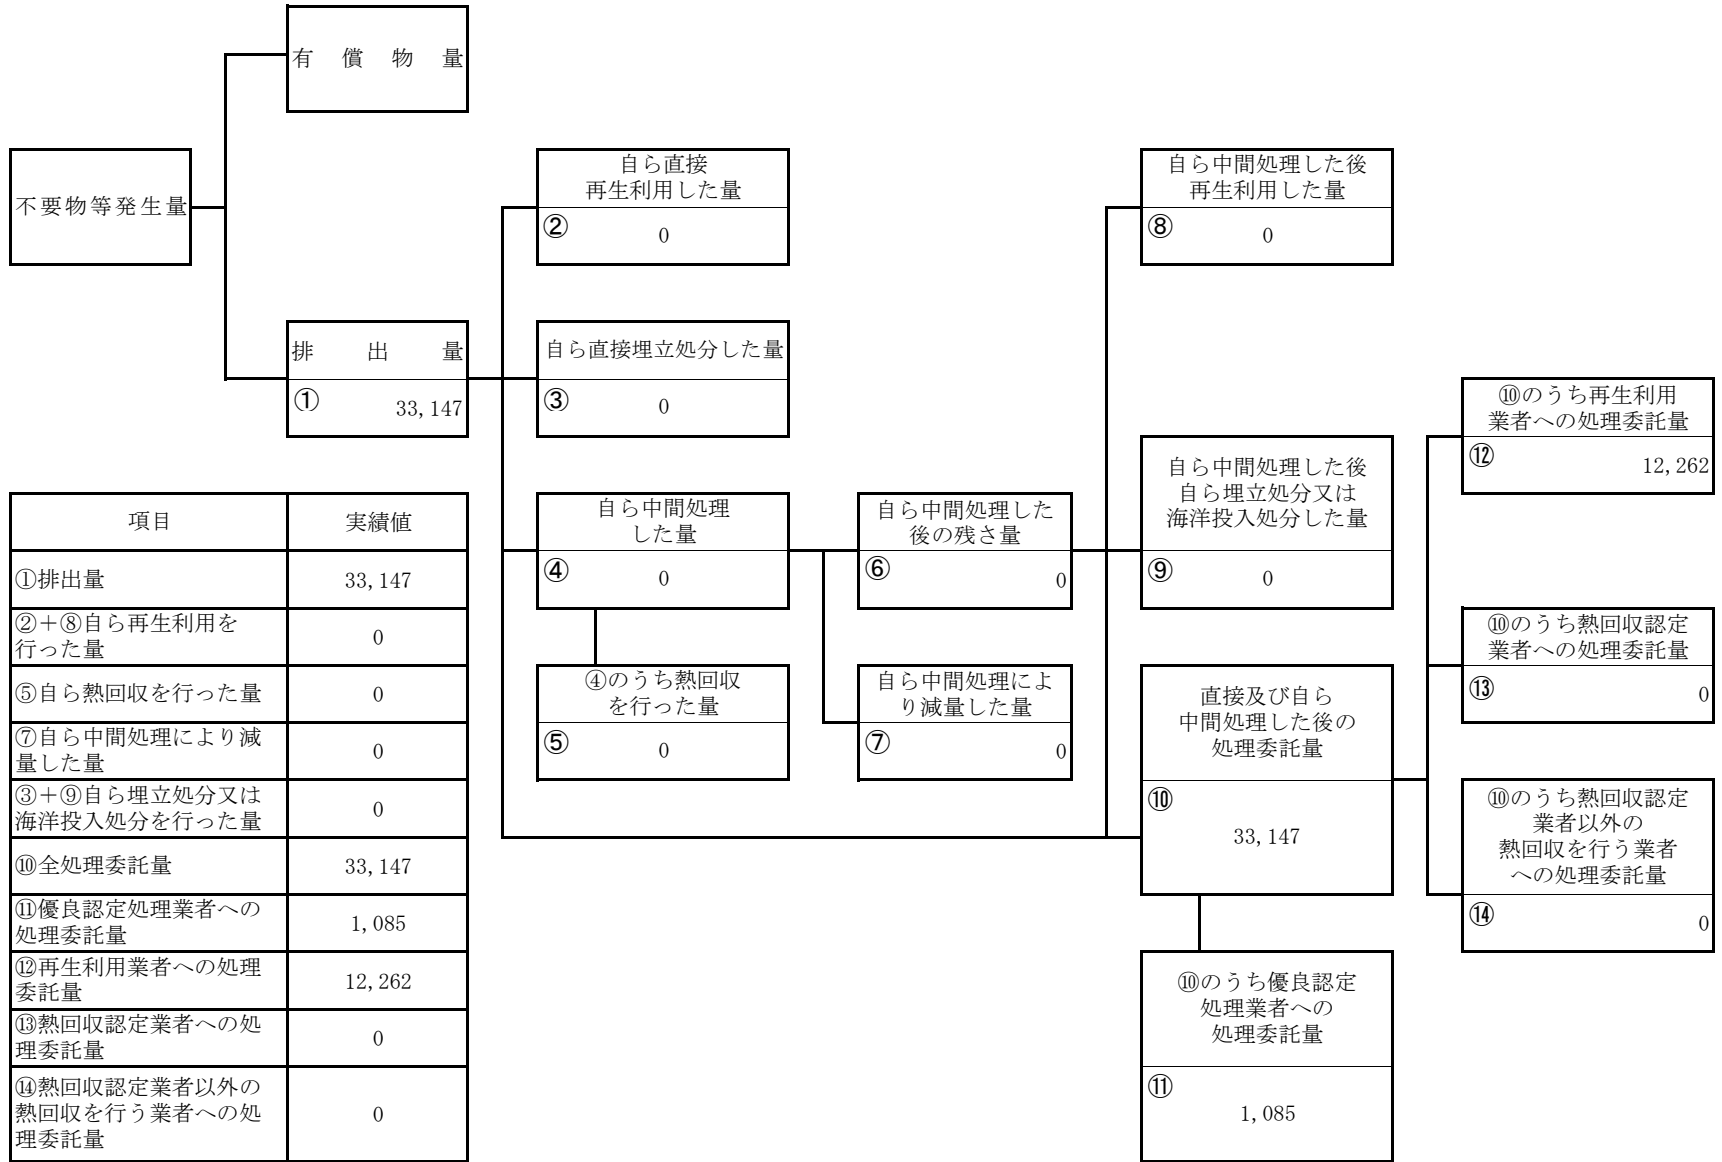 有償物量
不要物等発生量
排出量
① 33,147
自ら直接
再生利用した量
② 0
自ら直接埋立処分した量
③ 0
自ら中間処理
した量
④ 0
④のうち熱回収
を行った量
⑤ 0
自ら中間処理した
後の残さ量
⑥ 0
自ら中間処理によ
り減量した量
⑦ 0
自ら中間処理した後
再生利用した量
⑧ 0
自ら中間処理した後
自ら埋立処分又は
海洋投入処分した量
⑨ 0
直接及び自ら
中間処理した後の
処理委託量
⑩
33,147
⑩のうち優良認定
処理業者への
処理委託量
⑪
1,085
⑩のうち再生利用
業者への処理委託量
⑫ 12,262
⑩のうち熱回収認定
業者への処理委託量
⑬ 0
⑩のうち熱回収認定
業者以外の
熱回収を行う業者
への処理委託量
⑭ 0
項目 実績値
①排出量 33,147
②＋⑧自ら再生利用を
行った量 0
⑤自ら熱回収を行った量 0
⑦自ら中間処理により減
量した量 0
③＋⑨自ら埋立処分又は
海洋投入処分を行った量 0
⑩全処理委託量 33,147
⑪優良認定処理業者への
処理委託量 1,085
⑫再生利用業者への処理
委託量 12,262
⑬熱回収認定業者への処
理委託量 0
⑭熱回収認定業者以外の
熱回収を行う業者への処
理委託量 0